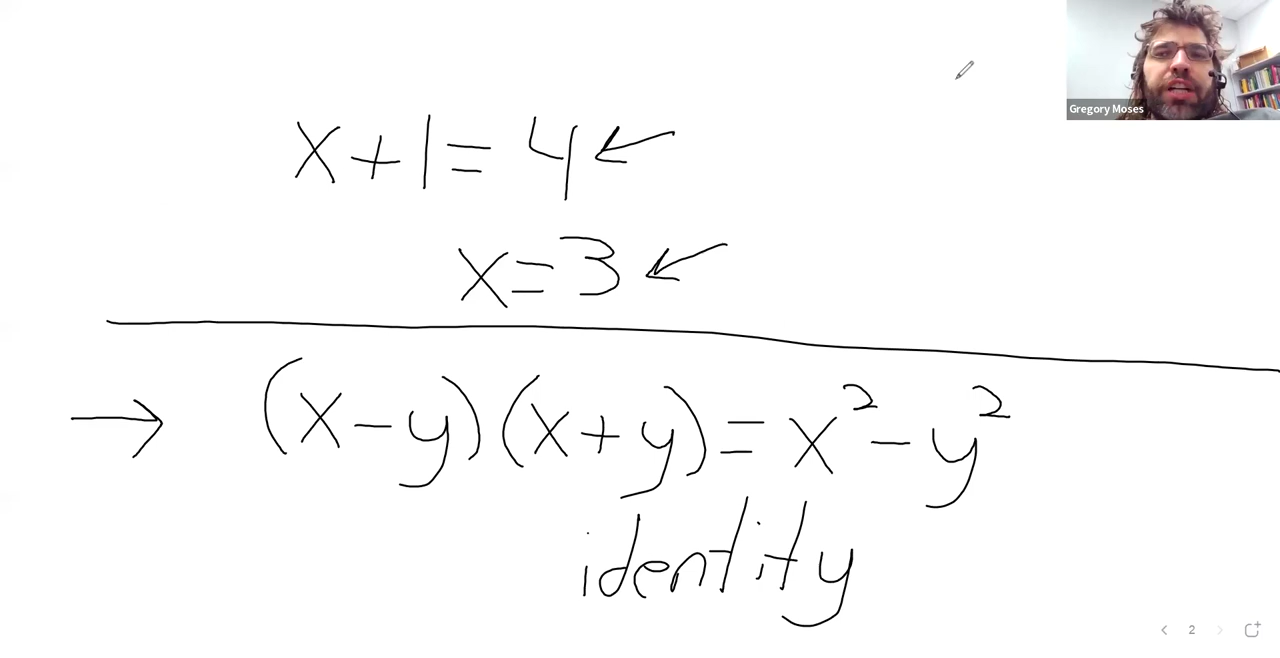 Gregory Moses
x+1=4
x=3
(x-y)(x+y)=x²-y²
identity
2